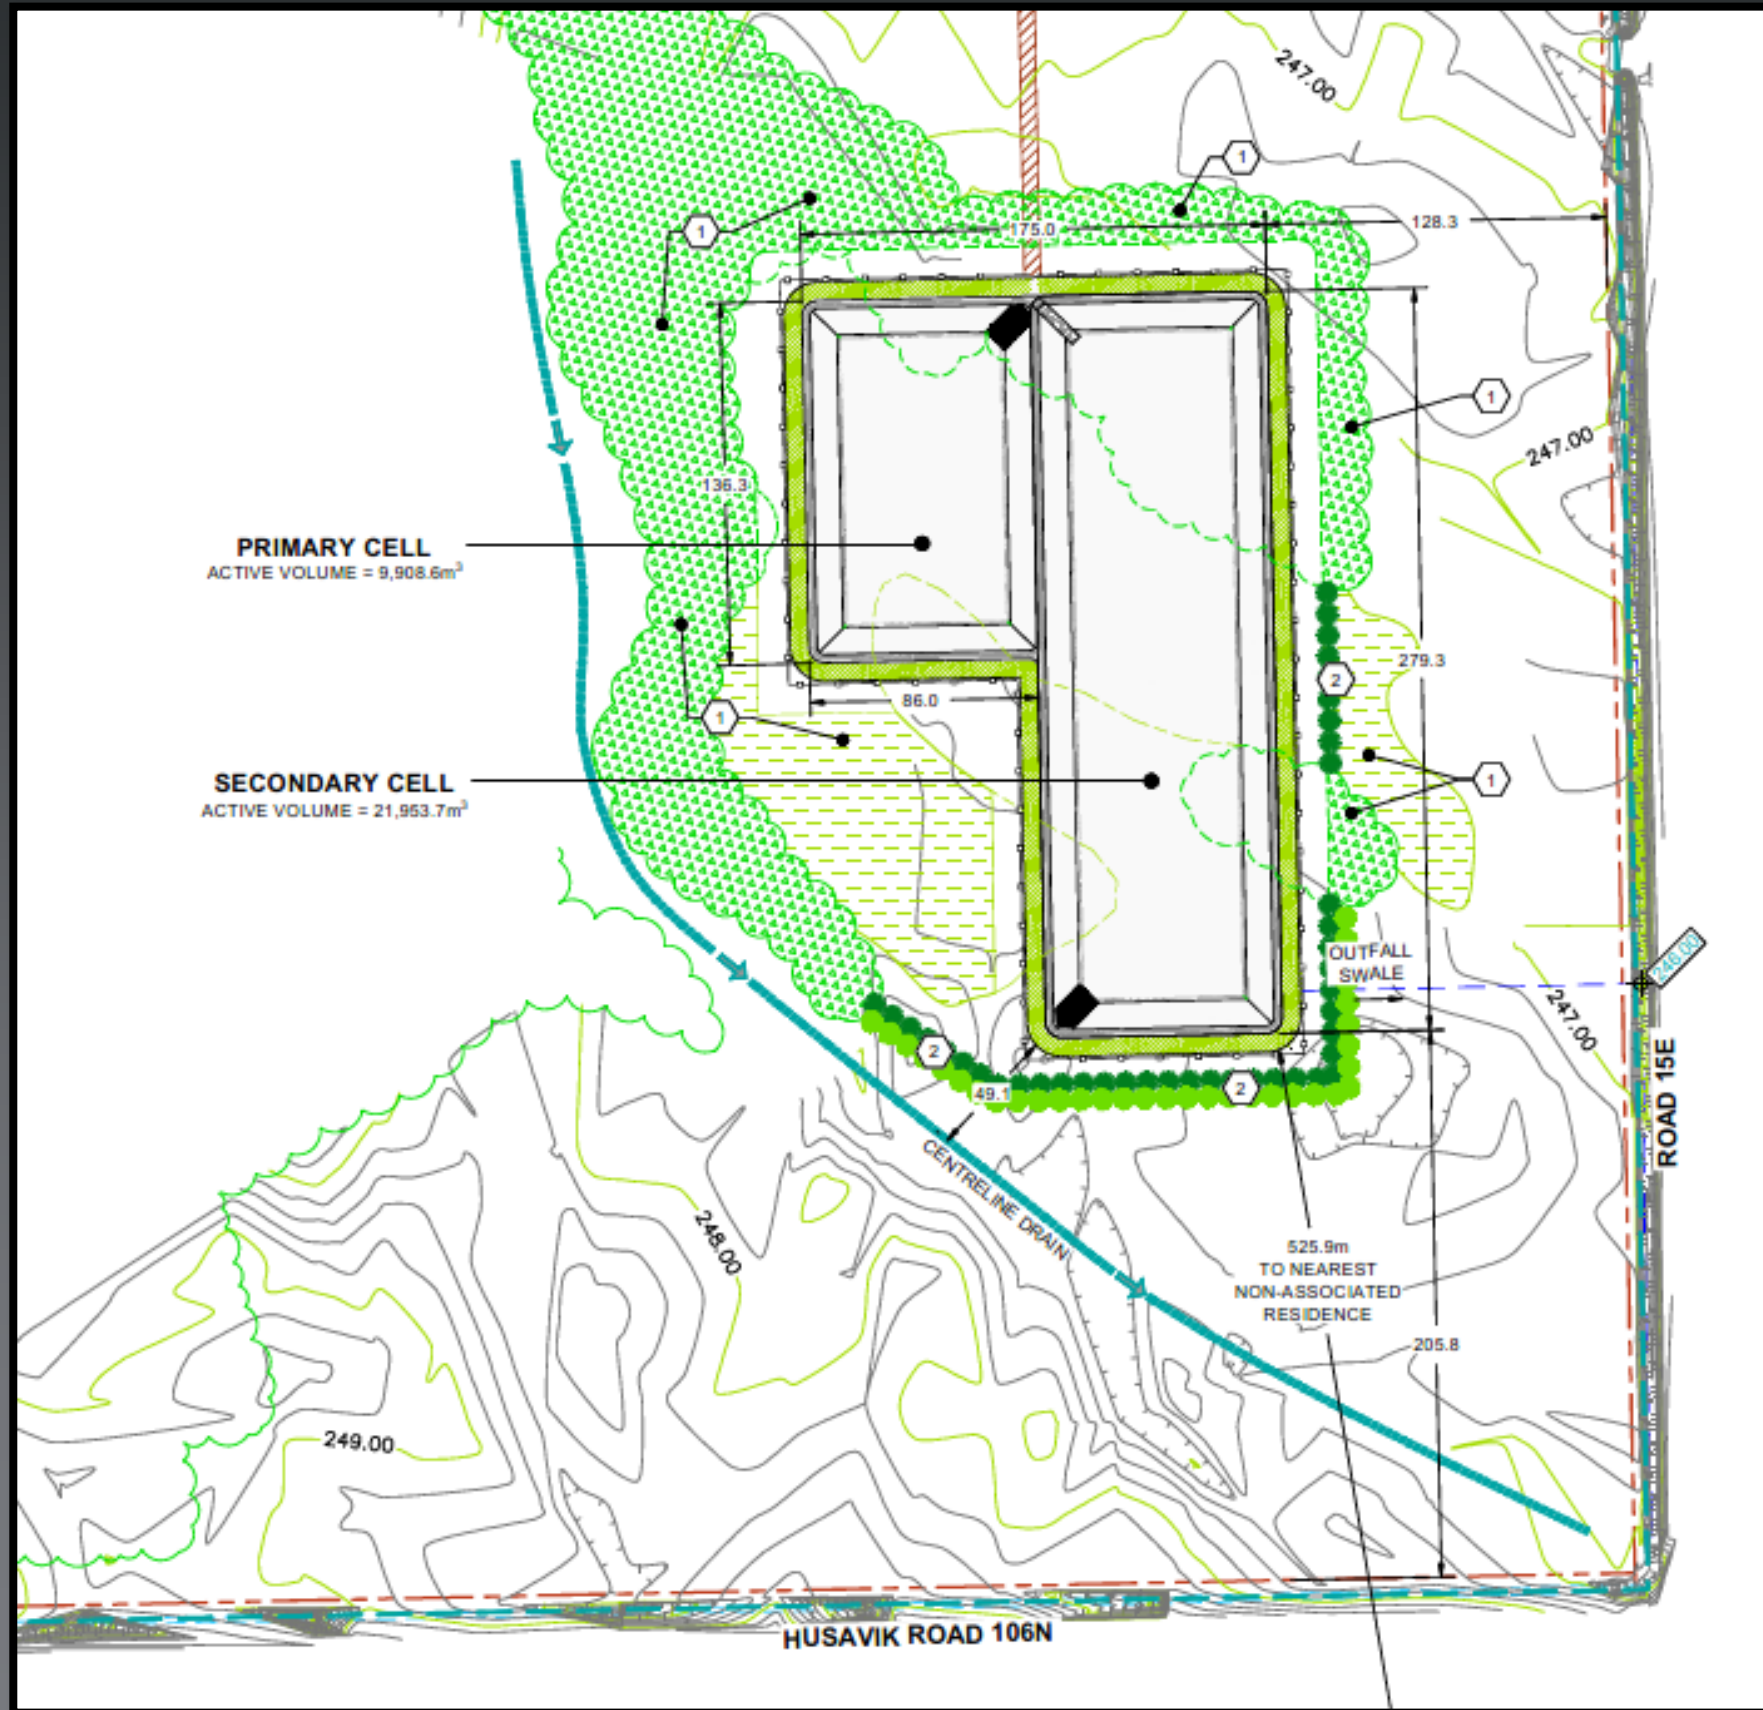 247.00
1
1
175.0
128.3
1
247.00
136.3
PRIMARY CELL
ACTIVE VOLUME = 9,908.6m³
279.3
2
86.0
1
SECONDARY CELL
ACTIVE VOLUME = 21,953.7m³
1
OUTFALL
SWALE
246.00
247.00
2
49.1
2
ROAD 15E
CENTRELINE DRAIN
248.00
525.9m
TO NEAREST
NON-ASSOCIATED
RESIDENCE
205.8
249.00
HUSAVIK ROAD 106N